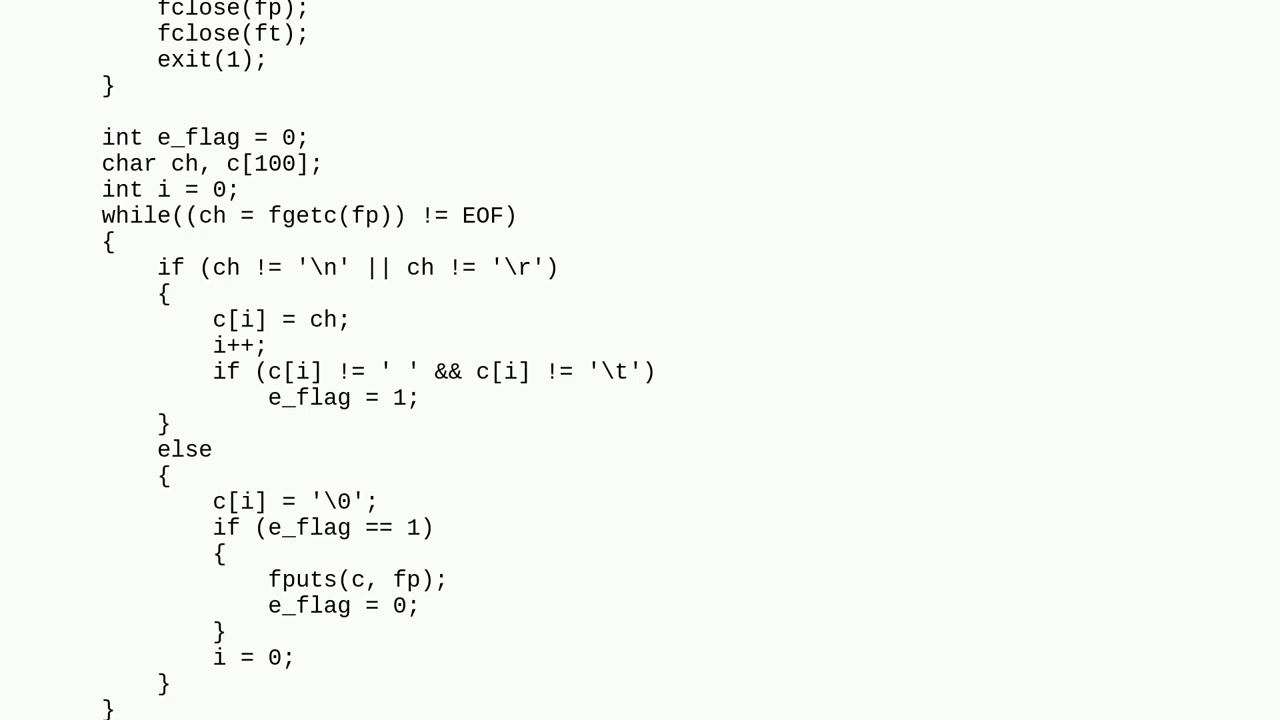 fclose(fp);
fclose(ft);
exit(1);
}
int e_flag = 0;
char ch, c[100];
int i = 0;
while((ch = fgetc(fp)) != EOF)
{
if (ch != '\n' || ch != '\r')
{
c[i] = ch;
i++;
if (c[i] != ' ' && c[i] != '\t')
e_flag = 1;
}
else
{
c[i] = '\0';
if (e_flag == 1)
{
fputs(c, fp);
e_flag = 0;
}
i = 0;
}
}